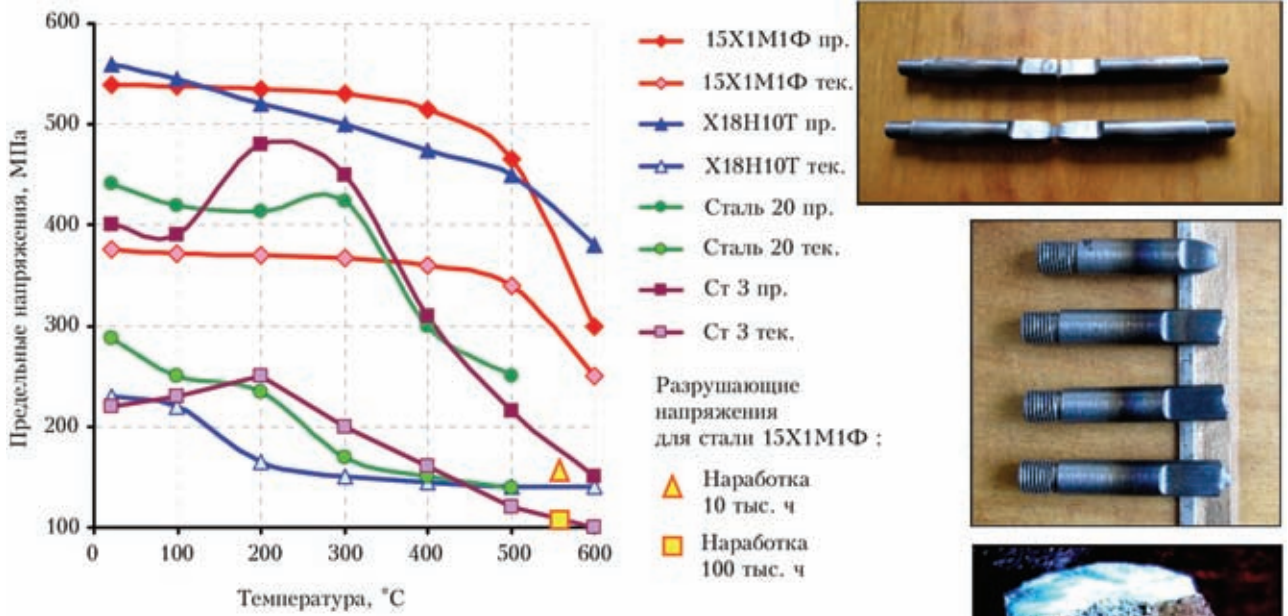 600
500
400
300
200
100
Предельные напряжения, МПа
0 100 200 300 400 500 600
Температура, °С
15Х1М1Ф пр.
15Х1М1Ф тек.
Х18Н10Т пр.
Х18Н10Т тек.
Сталь 20 пр.
Сталь 20 тек.
Ст 3 пр.
Ст 3 тек.
Разрушающие
напряжения
для стали 15Х1М1Ф :
Наработка
10 тыс. ч
Наработка
100 тыс. ч